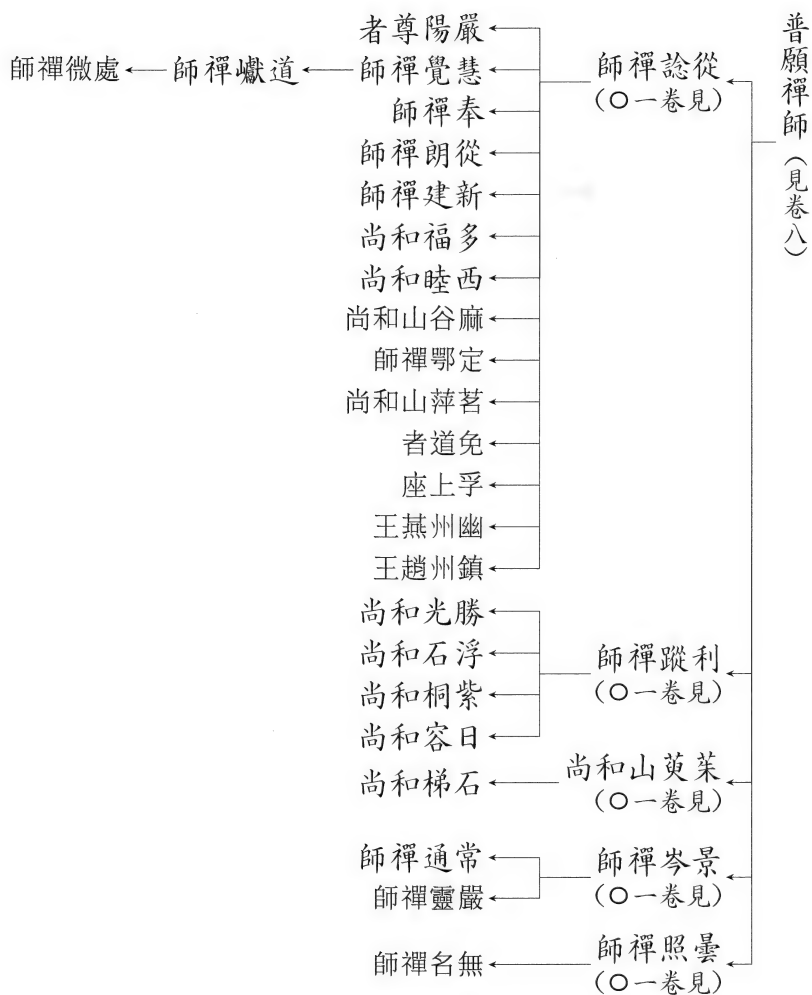 普願禪師（見卷八）
從諗禪師
（見卷一〇）
嚴陽尊者
慧覺禪師
道巘禪師
處微禪師
奉禪師
從朗禪師
新建禪師
多福和尚
西睦和尚
麻谷山和尚
定鄂禪師
茗萍山和尚
免道者
孚上座
幽州燕王
鎮州趙王
利蹤禪師
（見卷一〇）
勝光和尚
浮石和尚
紫桐和尚
日容和尚
茱萸山和尚
（見卷一〇）
石梯和尚
景岑禪師
（見卷一〇）
常通禪師
嚴靈禪師
曇照禪師
（見卷一〇）
無名禪師